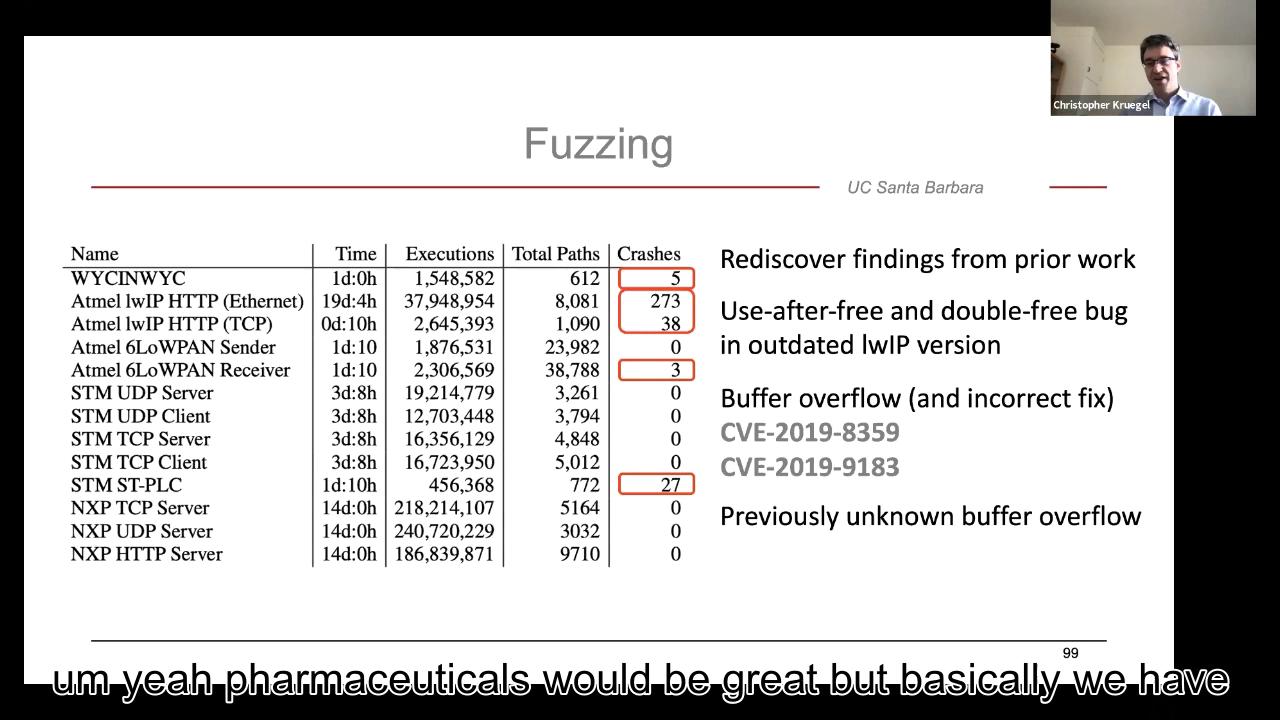 Christopher Kruegel
Fuzzing
UC Santa Barbara
Name Time Executions Total Paths Crashes
WYCINWYC 1d:0h 1,548,582 612 5
Atmel lwIP HTTP (Ethernet) 19d:4h 37,948,954 8,081 273
Atmel lwIP HTTP (TCP) 0d:10h 2,645,393 1,090 38
Atmel 6LoWPAN Sender 1d:10 1,876,531 23,982 0
Atmel 6LoWPAN Receiver 1d:10 2,306,569 38,788 3
STM UDP Server 3d:8h 19,214,779 3,261 0
STM UDP Client 3d:8h 12,703,448 3,794 0
STM TCP Server 3d:8h 16,356,129 4,848 0
STM TCP Client 3d:8h 16,723,950 5,012 0
STM ST-PLC 1d:10h 456,368 772 27
NXP TCP Server 14d:0h 218,214,107 5164 0
NXP UDP Server 14d:0h 240,720,229 3032 0
NXP HTTP Server 14d:0h 186,839,871 9710 0
Rediscover findings from prior work
Use-after-free and double-free bug
in outdated lwIP version
Buffer overflow (and incorrect fix)
CVE-2019-8359
CVE-2019-9183
Previously unknown buffer overflow
99
um yeah pharmaceuticals would be great but basically we have